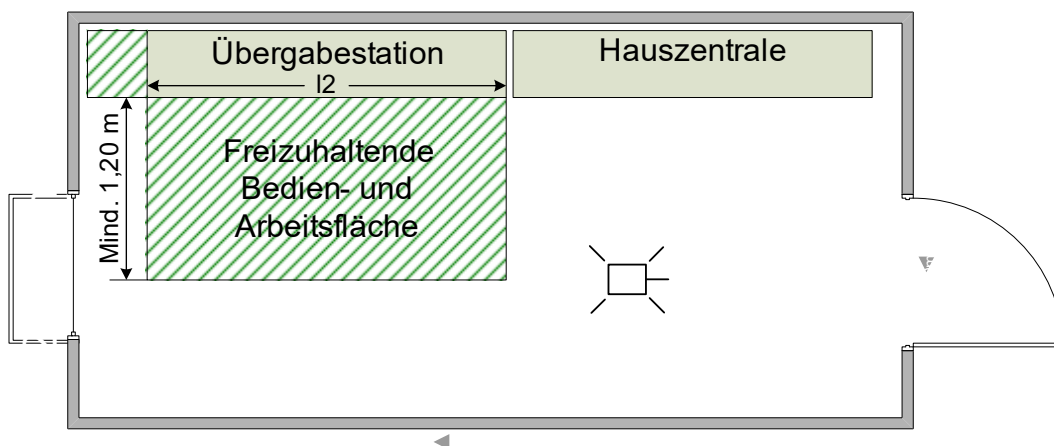 Übergabestation
l2
Hauszentrale
Mind. 1,20 m
Freizuhaltende
Bedien- und
Arbeitsfläche